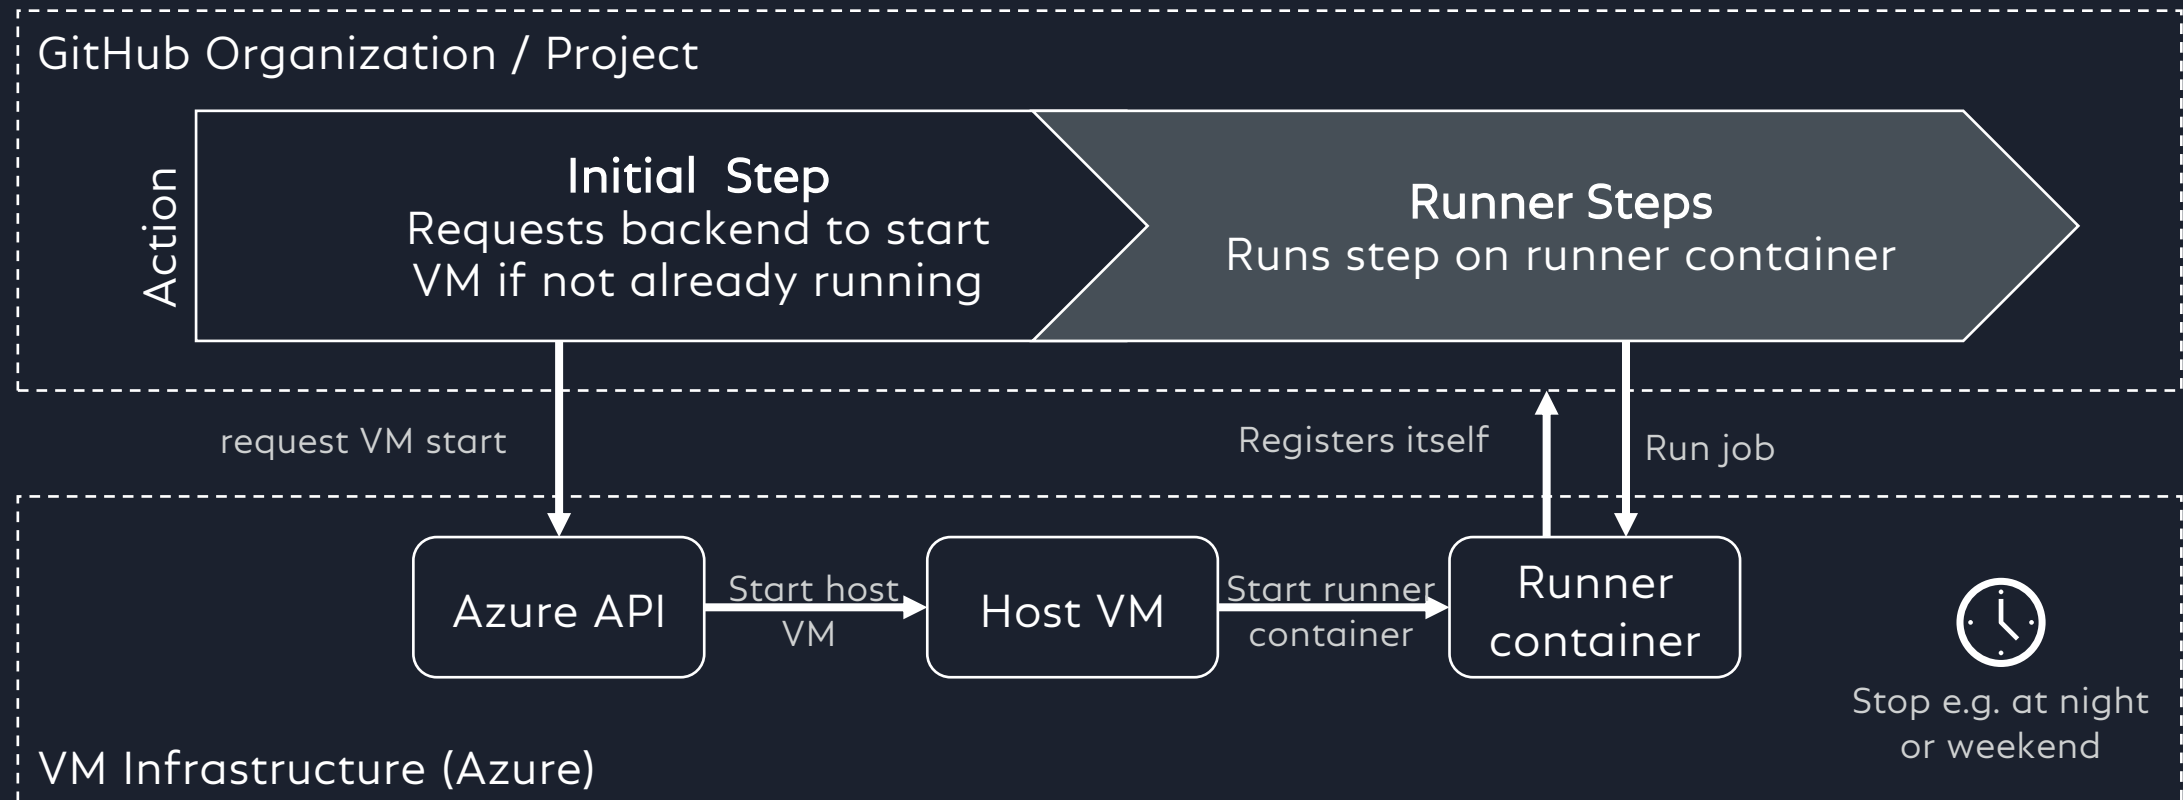 GitHub Organization / Project
Action
Initial Step
Requests backend to start
VM if not already running
Runner Steps
Runs step on runner container
request VM start
Registers itself
Run job
Azure API
Start host
VM
Host VM
Start runner
container
Runner
container
Stop e.g. at night
or weekend
VM Infrastructure (Azure)